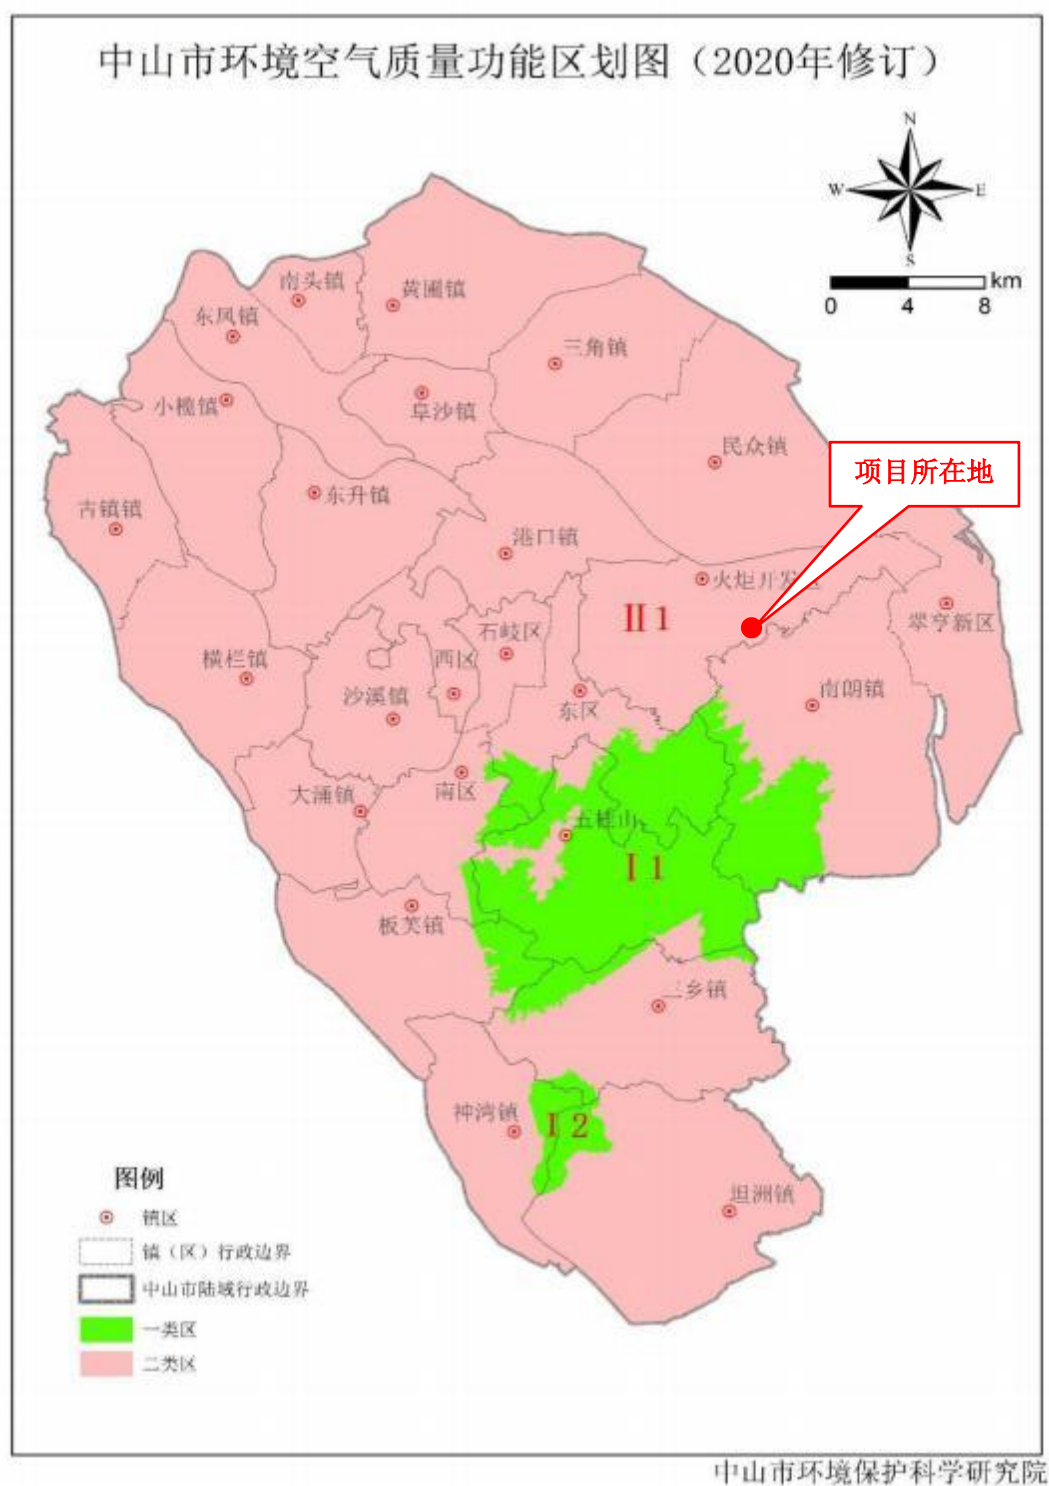 中山市环境空气质量功能区划图（2020年修订）
N
W
E
S
km
0 4 8
南头镇
黄圃镇
东凤镇
三角镇
小榄镇
阜沙镇
民众镇
项目所在地
东升镇
古镇镇
港口镇
火炬开发区
II 1
翠亨新区
石岐区
西区
横栏镇
沙溪镇
南朗镇
东区
南区
大涌镇
五桂山
I 1
板芙镇
三乡镇
神湾镇
I 2
坦洲镇
图例
镇区
镇（区）行政边界
中山市陆域行政边界
一类区
二类区
中山市环境保护科学研究院